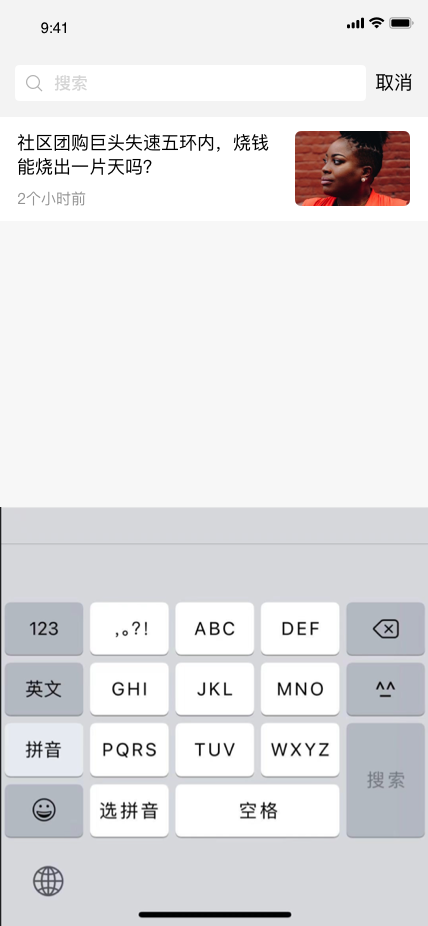 9:41
搜索
取消
社区团购巨头失速五环内，烧钱
能烧出一片天吗？
2个小时前
123
,。?!
ABC
DEF
英文
GHI
JKL
MNO
^^
拼音
PQRS
TUV
WXYZ
搜索
选拼音
空格